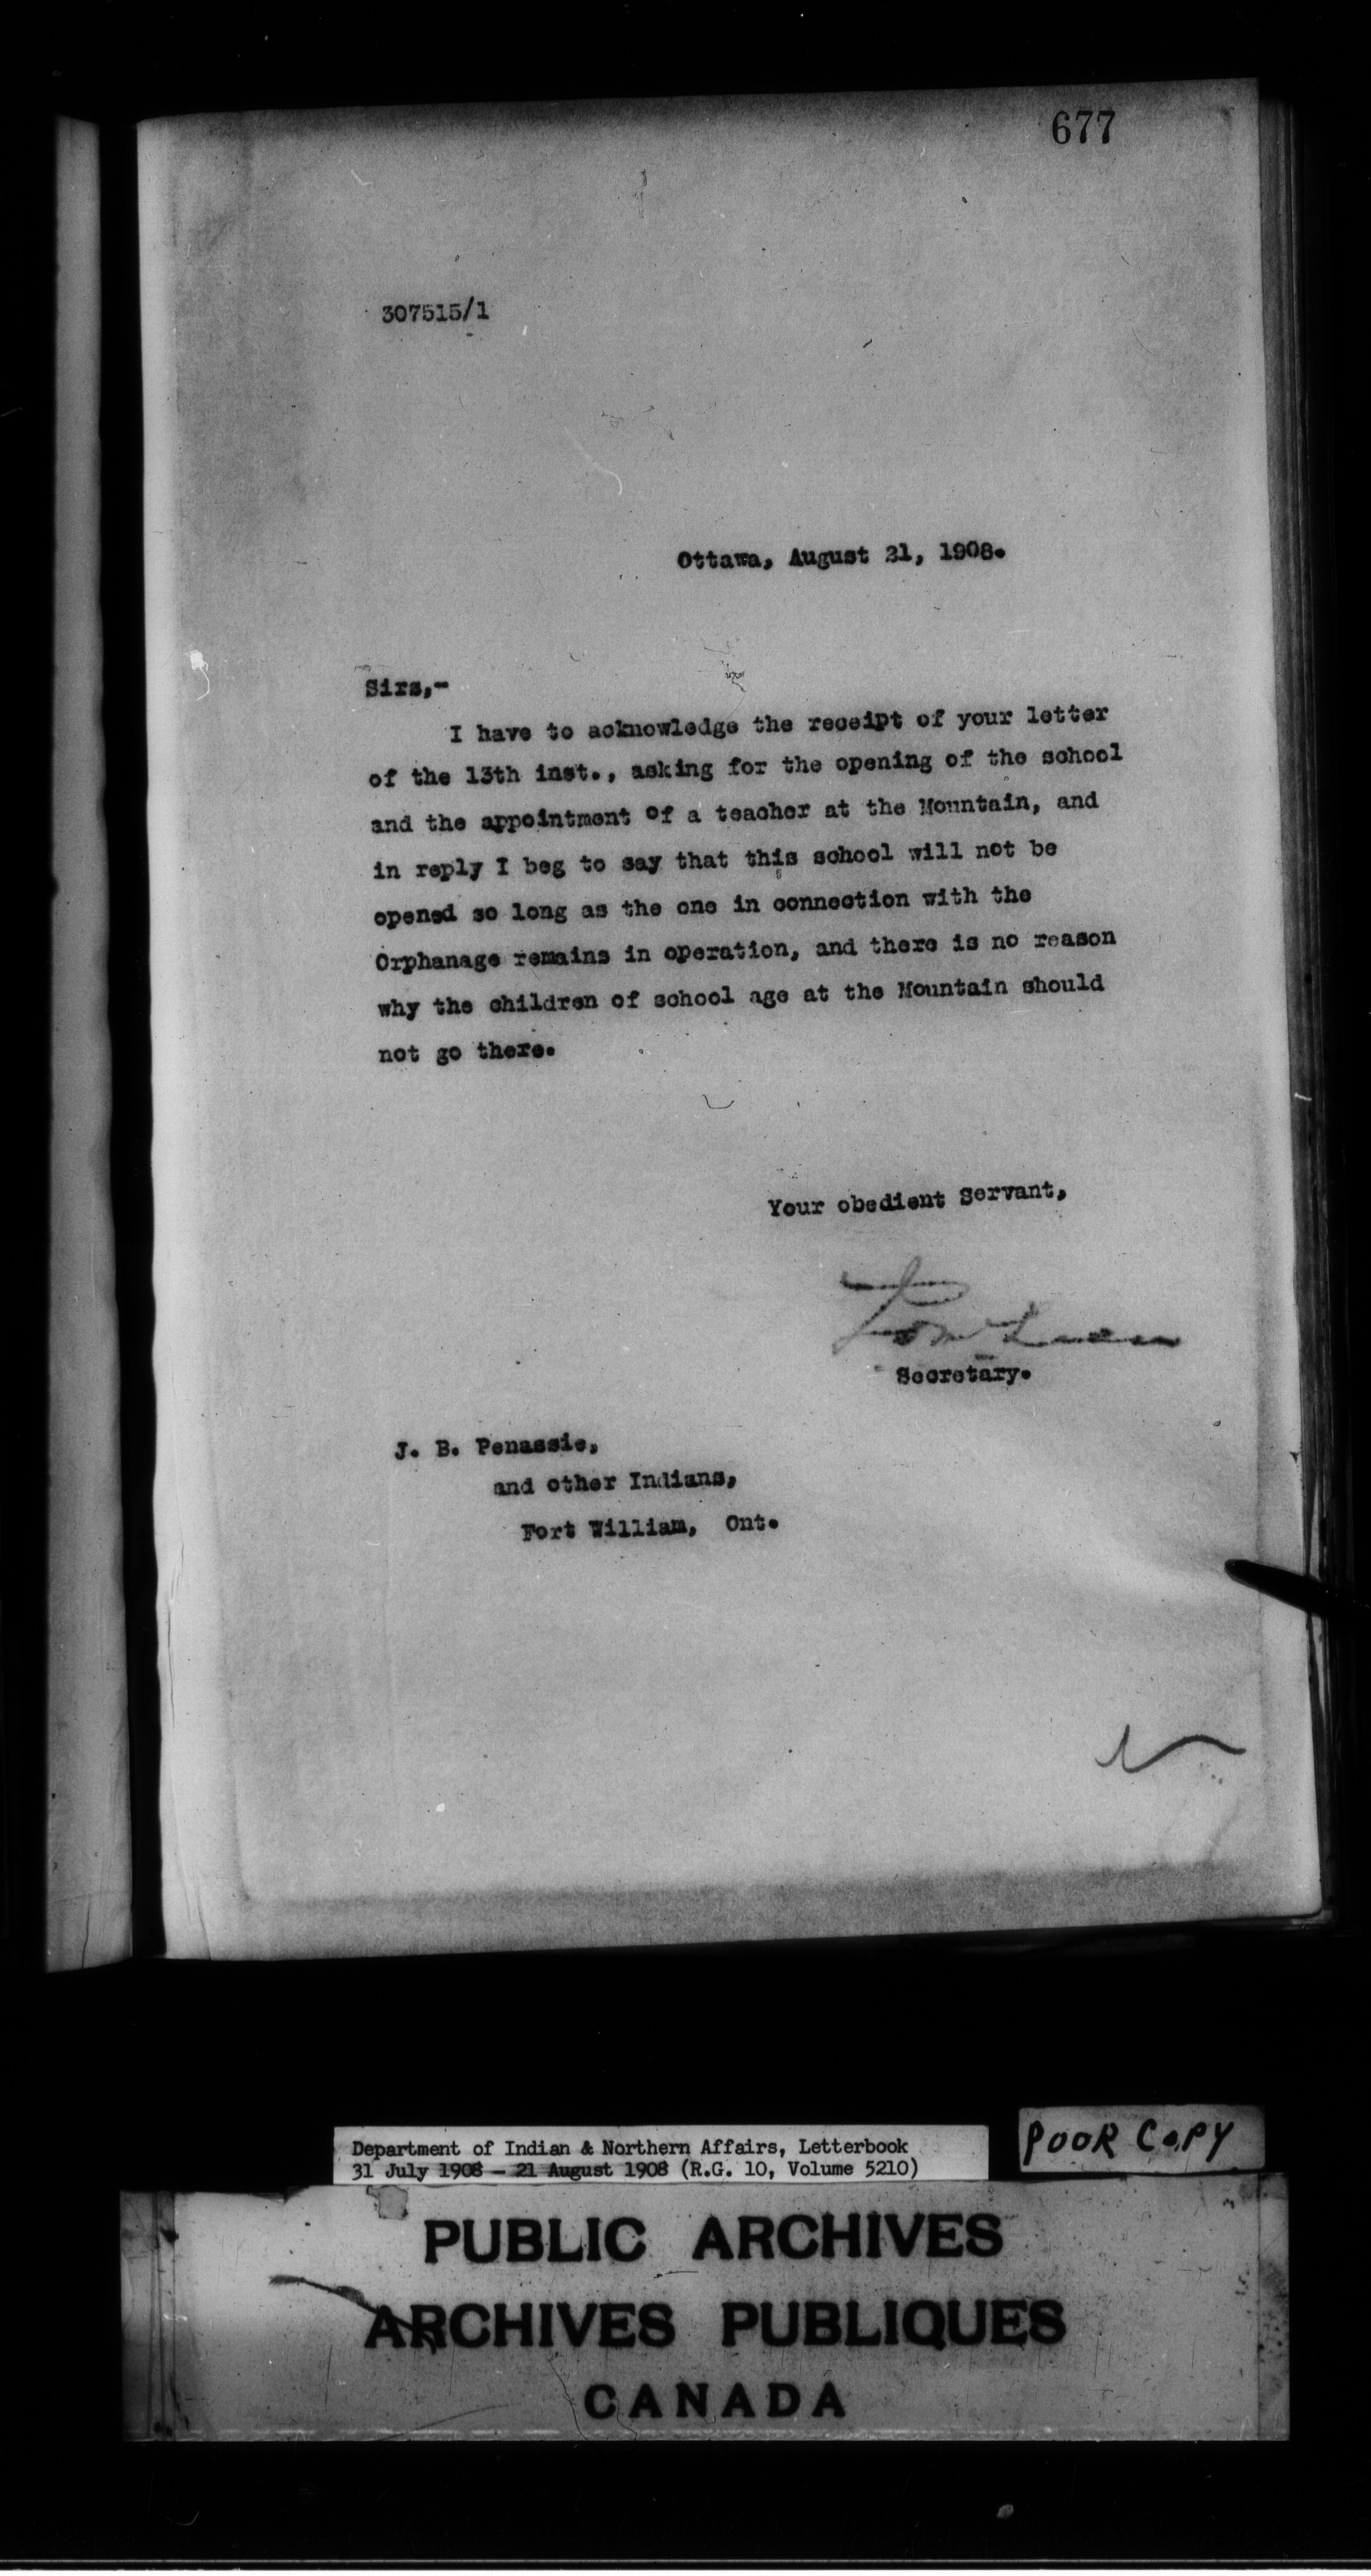 677
307515/1
Ottawa, August 21, 1908.
Sirs,-
I have to acknowledge the receipt of your letter
of the 13th inst., asking for the opening of the school
and the appointment of a teacher at the Mountain, and
in reply I beg to say that this school will not be
opened so long as the one in connection with the
Orphanage remains in operation, and there is no reason
why the children of school age at the Mountain should
not go there.
Your obedient servant,
Secretary.
J. B. Penassie,
and other Indians,
Fort William, Ont.
POOR COPY
Department of Indian & Northern Affairs, Letterbook
31 July 1908 - 21 August 1908 (R.G. 10, Volume 5210)
PUBLIC ARCHIVES
ARCHIVES PUBLIQUES
CANADA